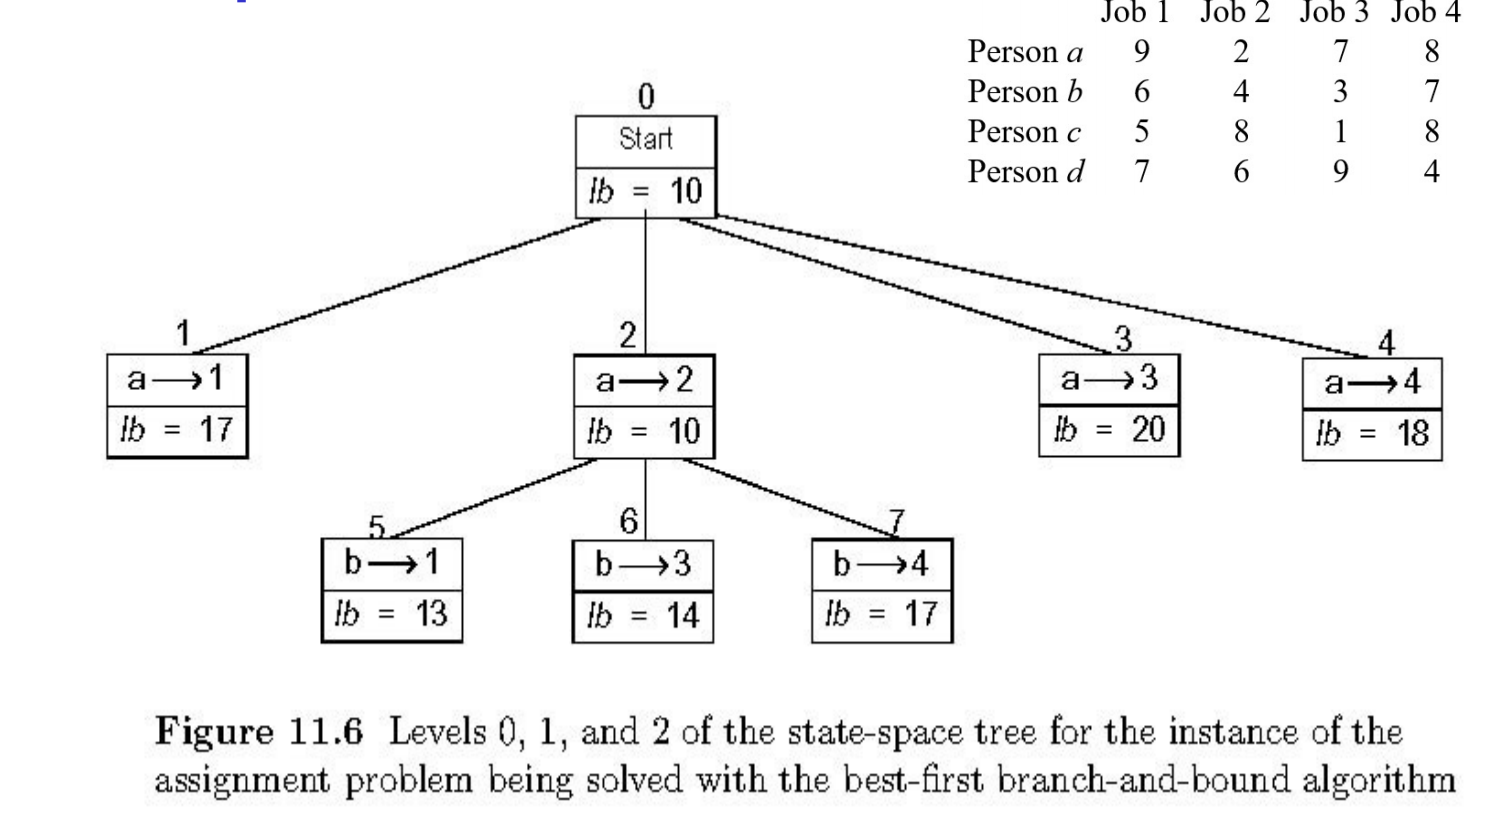 Job 1 Job 2 Job 3 Job 4
Person a 9 2 7 8
Person b 6 4 3 7
Person c 5 8 1 8
Person d 7 6 9 4
0
Start
lb = 10
1
a⟶1
lb = 17
2
a⟶2
lb = 10
3
a⟶3
lb = 20
4
a⟶4
lb = 18
5
b⟶1
lb = 13
6
b⟶3
lb = 14
7
b⟶4
lb = 17
Figure 11.6 Levels 0, 1, and 2 of the state-space tree for the instance of the
assignment problem being solved with the best-first branch-and-bound algorithm